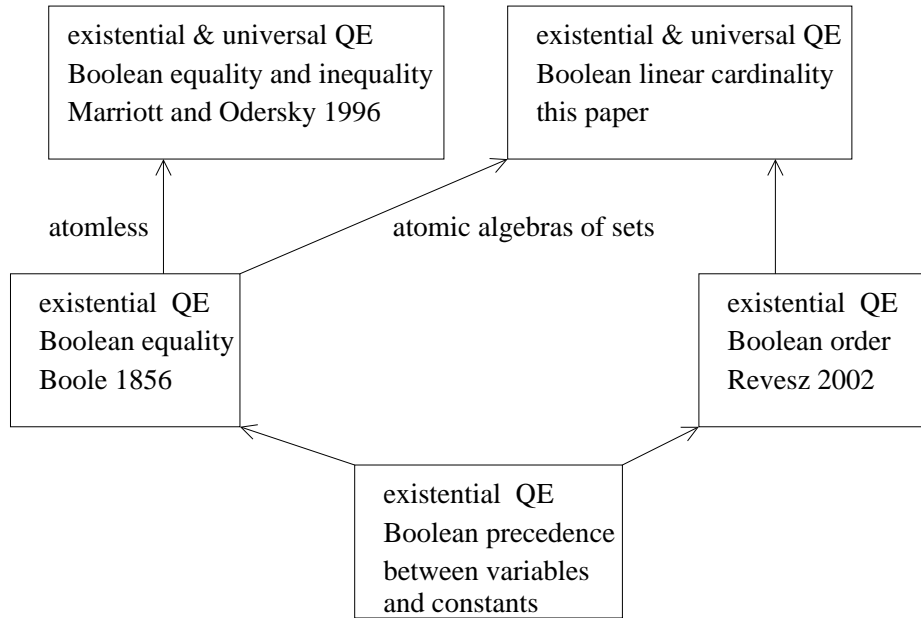 existential & universal QE
Boolean equality and inequality
Marriott and Odersky 1996
existential & universal QE
Boolean linear cardinality
this paper
atomless
atomic algebras of sets
existential QE
Boolean equality
Boole 1856
existential QE
Boolean order
Revesz 2002
existential QE
Boolean precedence
between variables
and constants